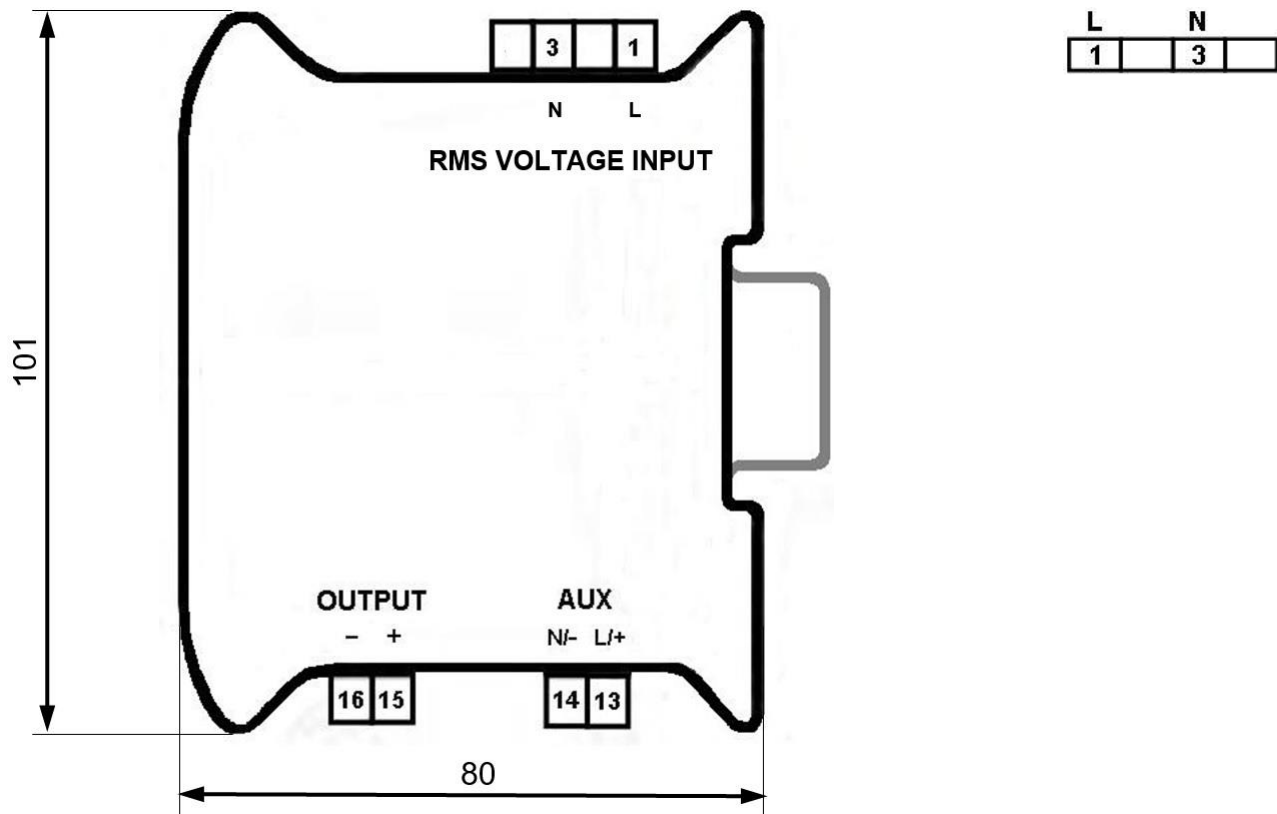 L N
1 3
3 1
N L
RMS VOLTAGE INPUT
101
OUTPUT AUX
– + N/- L/+
16 15 14 13
80